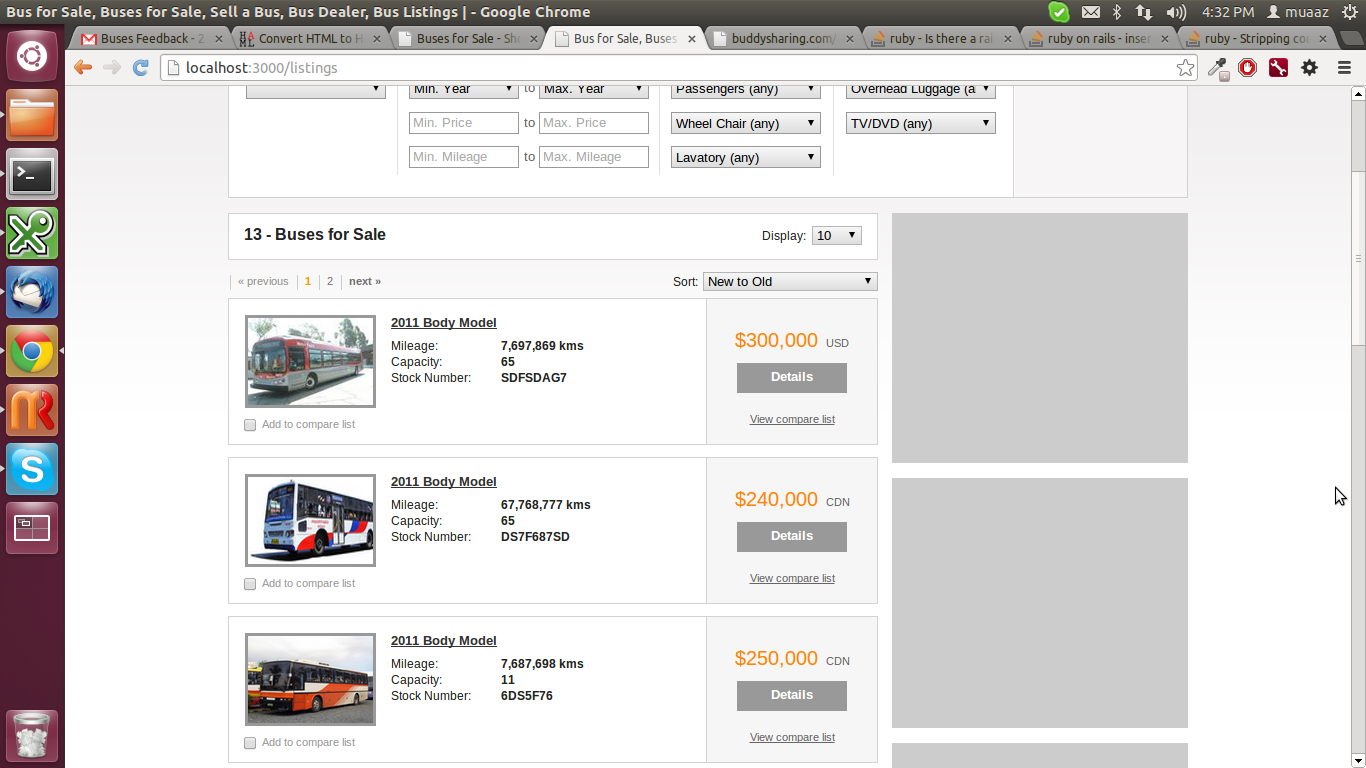 Bus for Sale, Buses for Sale, Sell a Bus, Bus Dealer, Bus Listings | - Google Chrome
4:32 PM muaaz
Buses Feedback - 2
Convert HTML to H
Buses for Sale - She
Bus for Sale, Buses
buddysharing.com/
ruby - Is there a rai
ruby on rails - inser
ruby - Stripping co
localhost:3000/listings
Min. Year to Max. Year Passengers (any) Overhead Luggage (a
Min. Price to Max. Price Wheel Chair (any) TV/DVD (any)
Min. Mileage to Max. Mileage Lavatory (any)
13 - Buses for Sale Display: 10
« previous 1 2 next » Sort: New to Old
2011 Body Model
Mileage: 7,697,869 kms
Capacity: 65
Stock Number: SDFSDAG7
Add to compare list
$300,000 USD
Details
View compare list
2011 Body Model
Mileage: 67,768,777 kms
Capacity: 65
Stock Number: DS7F687SD
Add to compare list
$240,000 CDN
Details
View compare list
2011 Body Model
Mileage: 7,687,698 kms
Capacity: 11
Stock Number: 6DS5F76
Add to compare list
$250,000 CDN
Details
View compare list